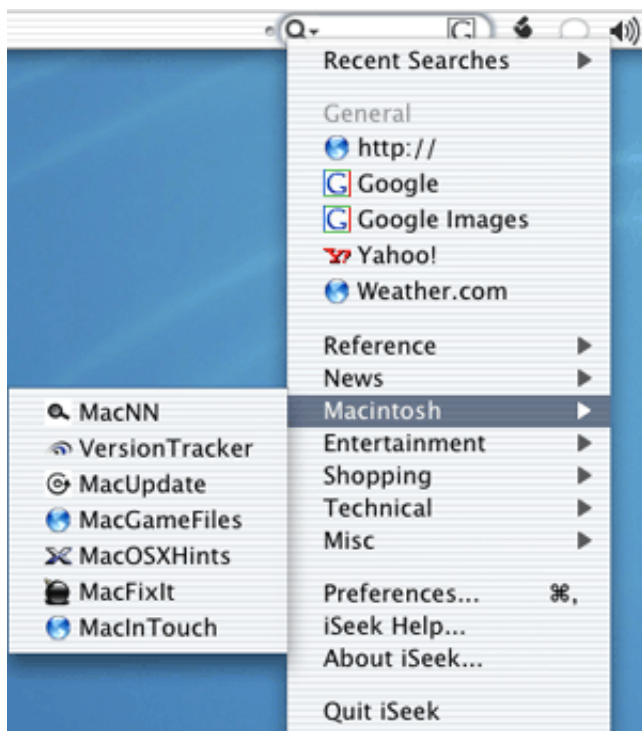 Recent Searches
General
http://
Google
Google Images
Yahoo!
Weather.com
Reference
News
Macintosh
Entertainment
Shopping
Technical
Misc
Preferences... ⌘,
iSeek Help...
About iSeek...
Quit iSeek
MacNN
VersionTracker
MacUpdate
MacGameFiles
MacOSXHints
MacFixIt
MacInTouch